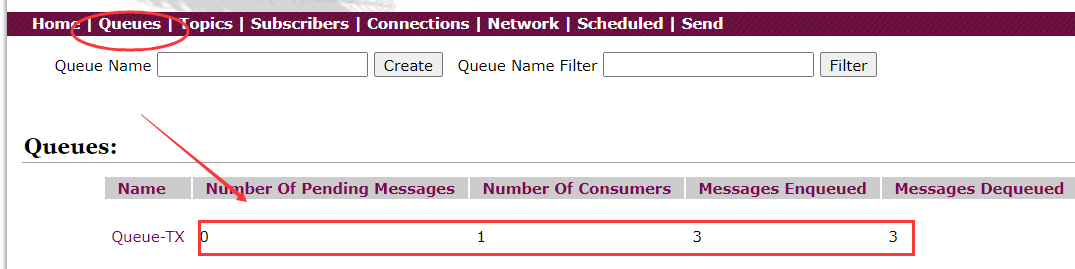 Home | Queues | Topics | Subscribers | Connections | Network | Scheduled | Send
Queue Name Create Queue Name Filter Filter
Queues:
Name Number Of Pending Messages Number Of Consumers Messages Enqueued Messages Dequeued
Queue-TX 0 1 3 3